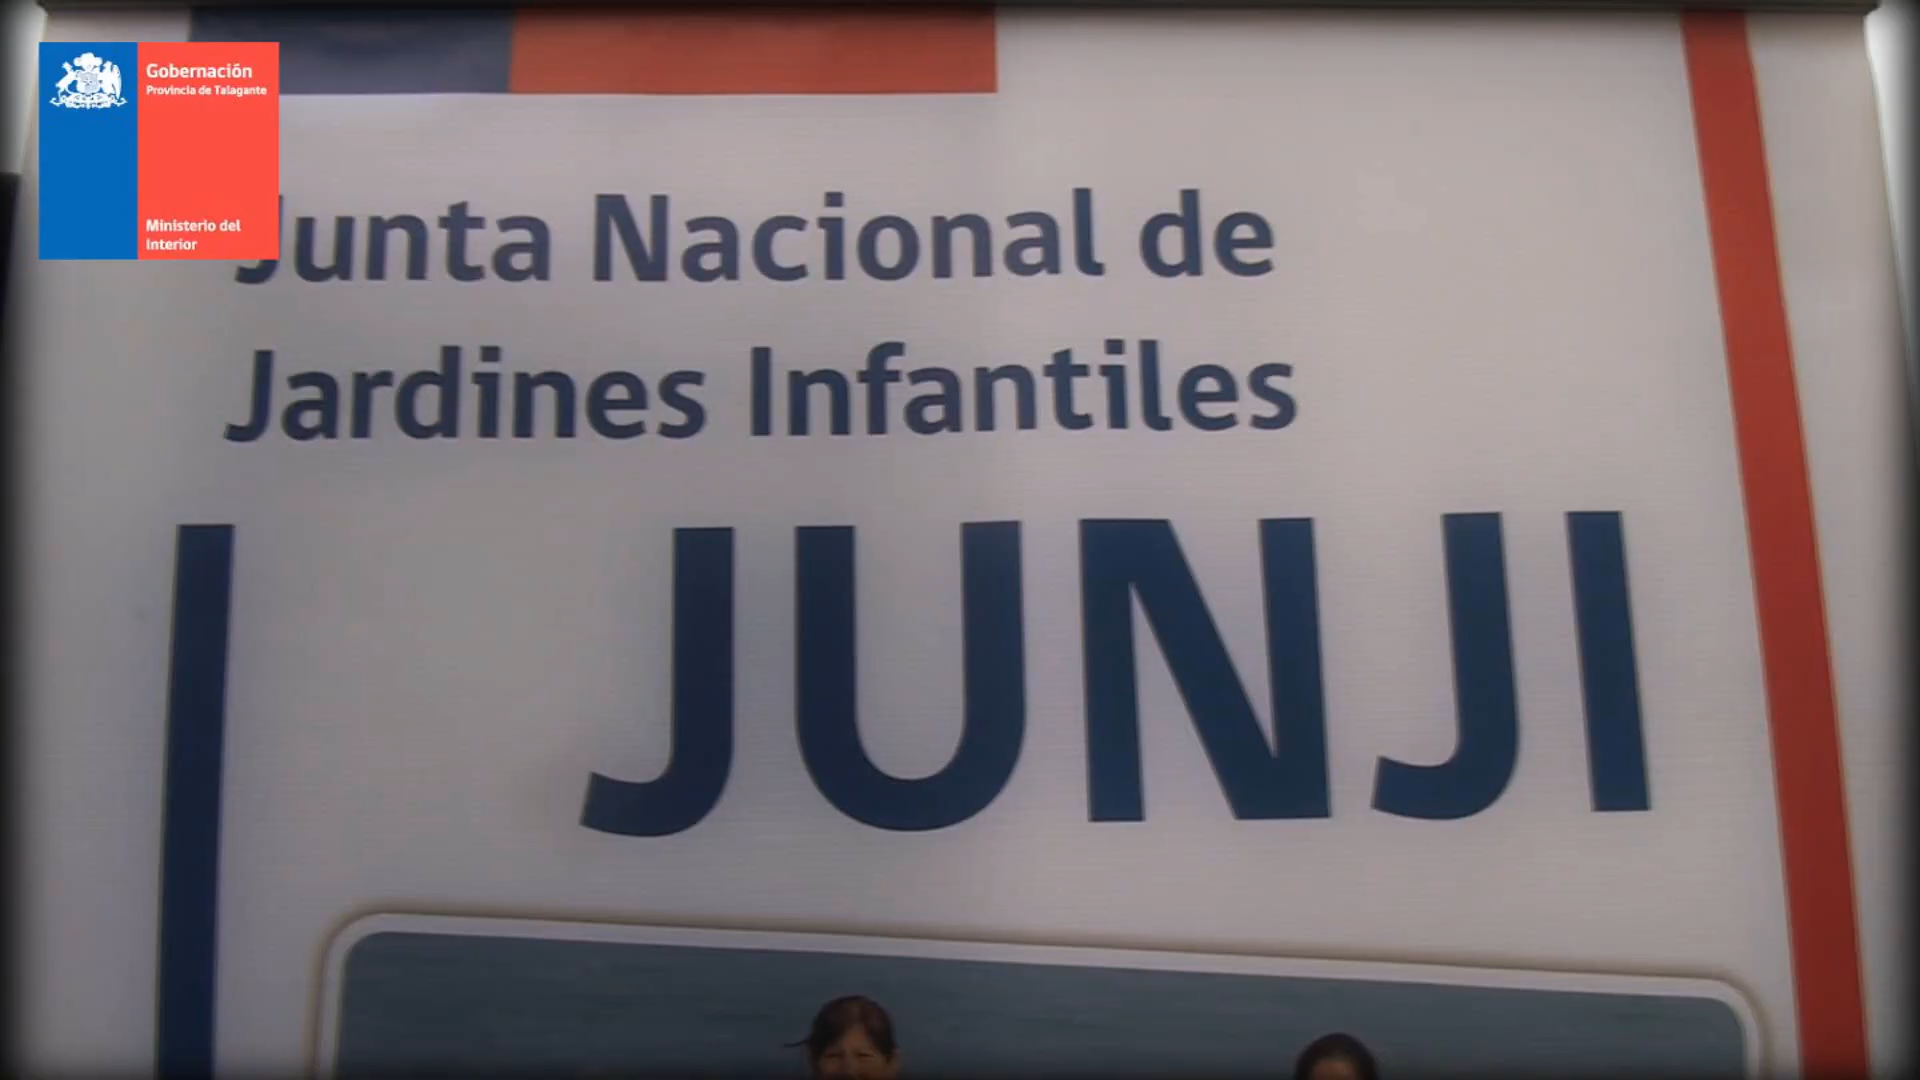 Gobernación
Provincia de Talagante
Ministerio del
Interior
Junta Nacional de
Jardines Infantiles
JUNJI